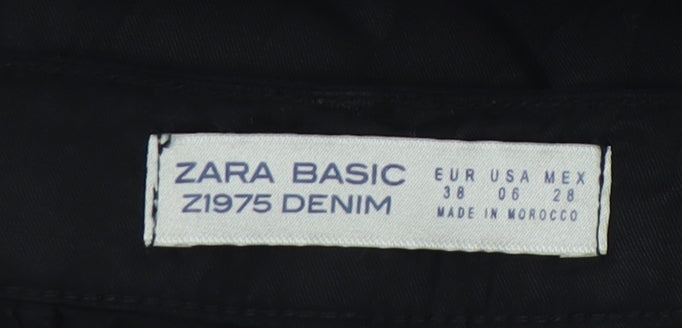 ZARA BASIC
Z1975 DENIM
EUR USA MEX
38 06 28
MADE IN MOROCCO